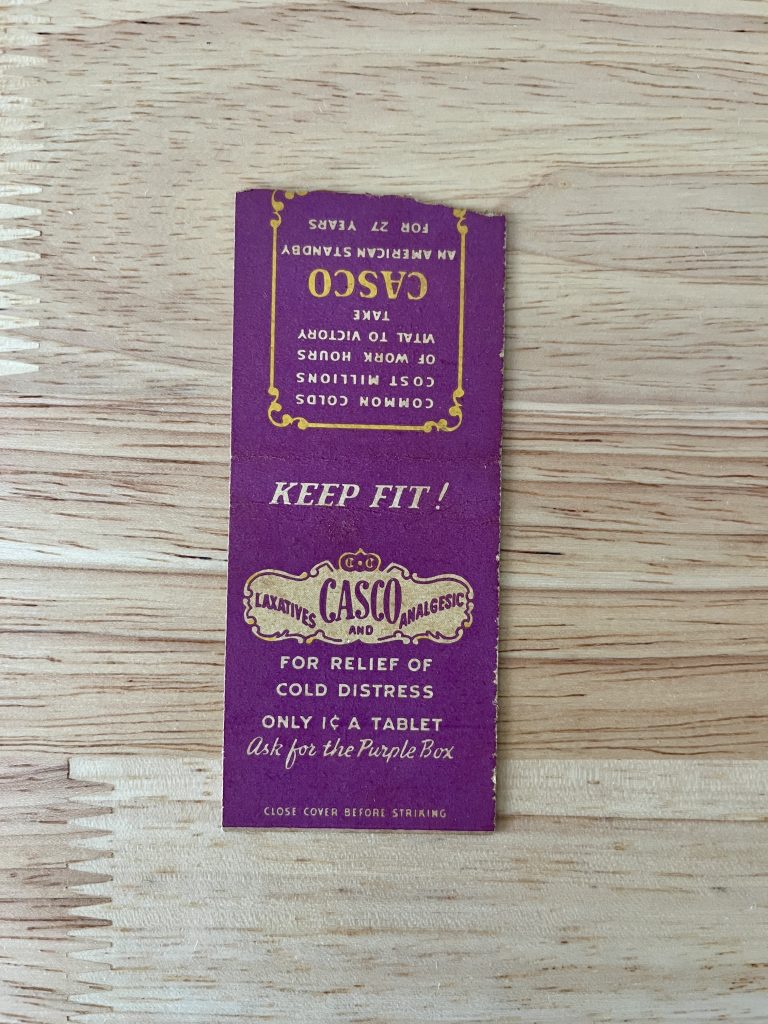 COMMON COLDS
COST MILLIONS
OF WORK HOURS
VITAL TO VICTORY
TAKE
CASCO
AN AMERICAN STANDBY
FOR 27 YEARS
KEEP FIT!
C·C
LAXATIVES CASCO ANALGESIC
AND
FOR RELIEF OF
COLD DISTRESS
ONLY 1¢ A TABLET
Ask for the Purple Box
CLOSE COVER BEFORE STRIKING